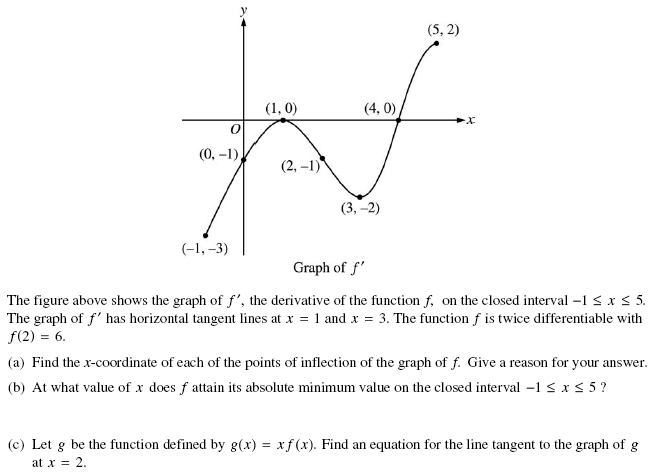 y
(5, 2)
(1, 0)
(4, 0)
x
O
(0, −1)
(2, −1)
(3, −2)
(−1, −3)
Graph of f′
The figure above shows the graph of f′, the derivative of the function f, on the closed interval −1 ≤ x ≤ 5.
The graph of f′ has horizontal tangent lines at x = 1 and x = 3. The function f is twice differentiable with
f(2) = 6.
(a) Find the x-coordinate of each of the points of inflection of the graph of f. Give a reason for your answer.
(b) At what value of x does f attain its absolute minimum value on the closed interval −1 ≤ x ≤ 5 ?
(c) Let g be the function defined by g(x) = x f(x). Find an equation for the line tangent to the graph of g
at x = 2.